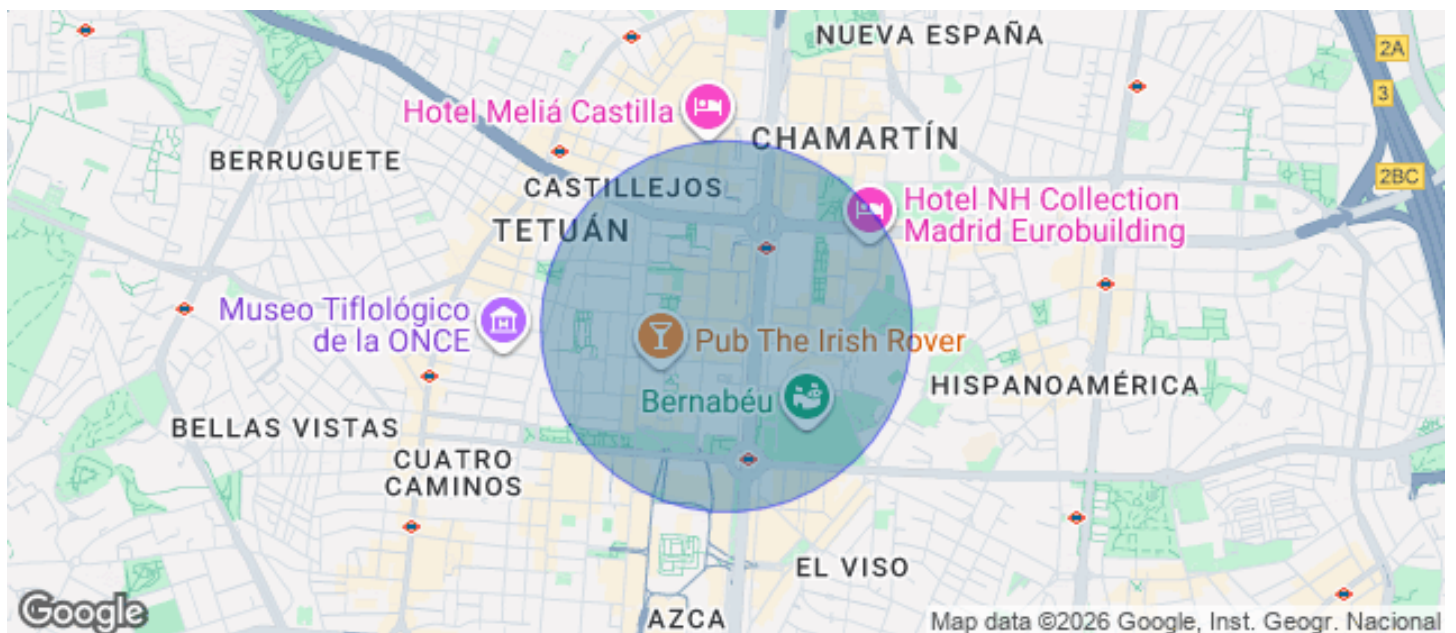 NUEVA ESPAÑA
2A
3
Hotel Meliá Castilla
CHAMARTÍN
BERRUGUETE
2BC
CASTILLEJOS
Hotel NH Collection
Madrid Eurobuilding
TETUÁN
Museo Tiflológico
de la ONCE
Pub The Irish Rover
HISPANOAMÉRICA
Bernabéu
BELLAS VISTAS
CUATRO
CAMINOS
EL VISO
Google
AZCA
Map data ©2026 Google, Inst. Geogr. Nacional